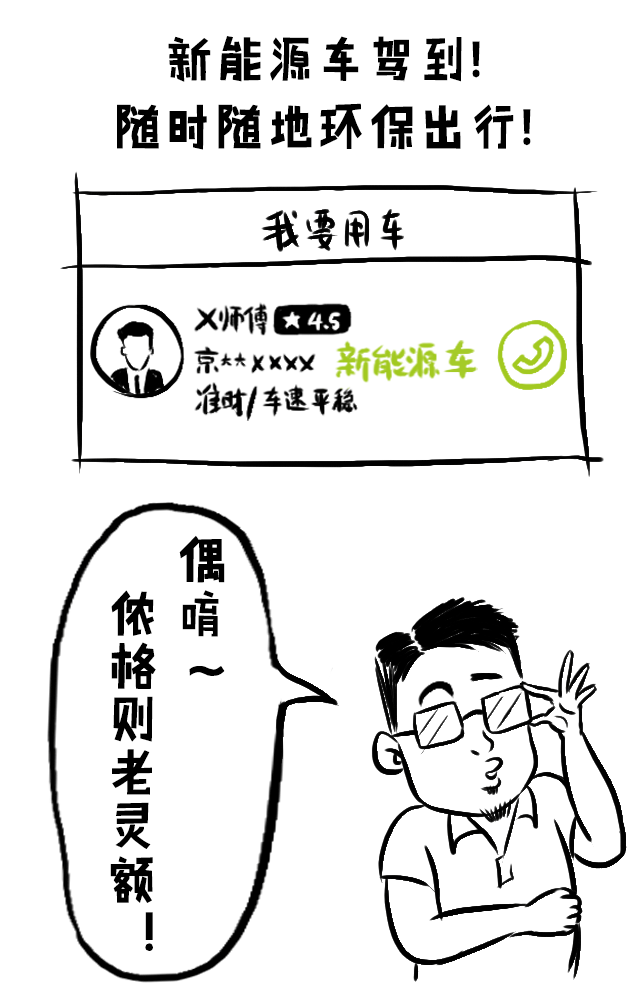 新能源车驾到!
随时随地环保出行!
我要用车
X师傅 ★ 4.5
京**XXXX 新能源车
准时/车速平稳
偶唷~
侬格则老灵额!